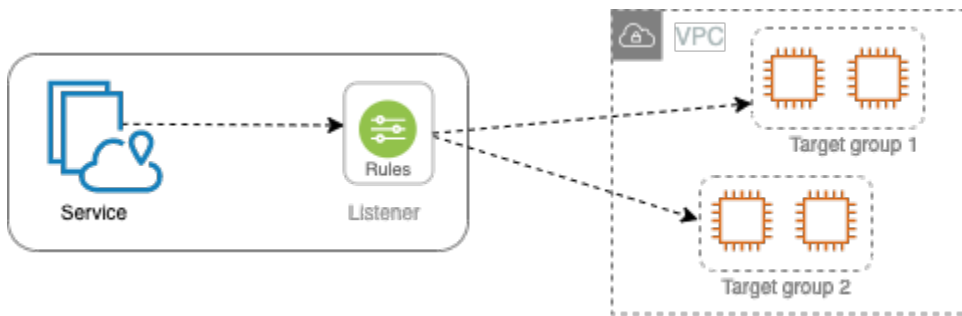 VPC
Target group 1
Rules
Service
Listener
Target group 2